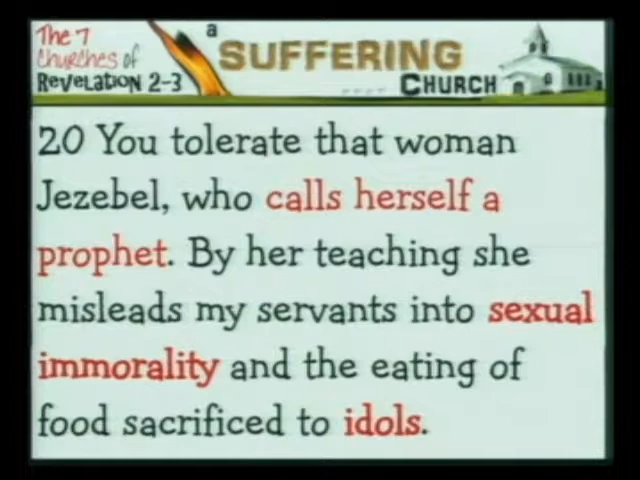 The 7
Churches of
Revelation 2-3
a
SUFFERING
CHURCH
20 You tolerate that woman
Jezebel, who calls herself a
prophet. By her teaching she
misleads my servants into sexual
immorality and the eating of
food sacrificed to idols.